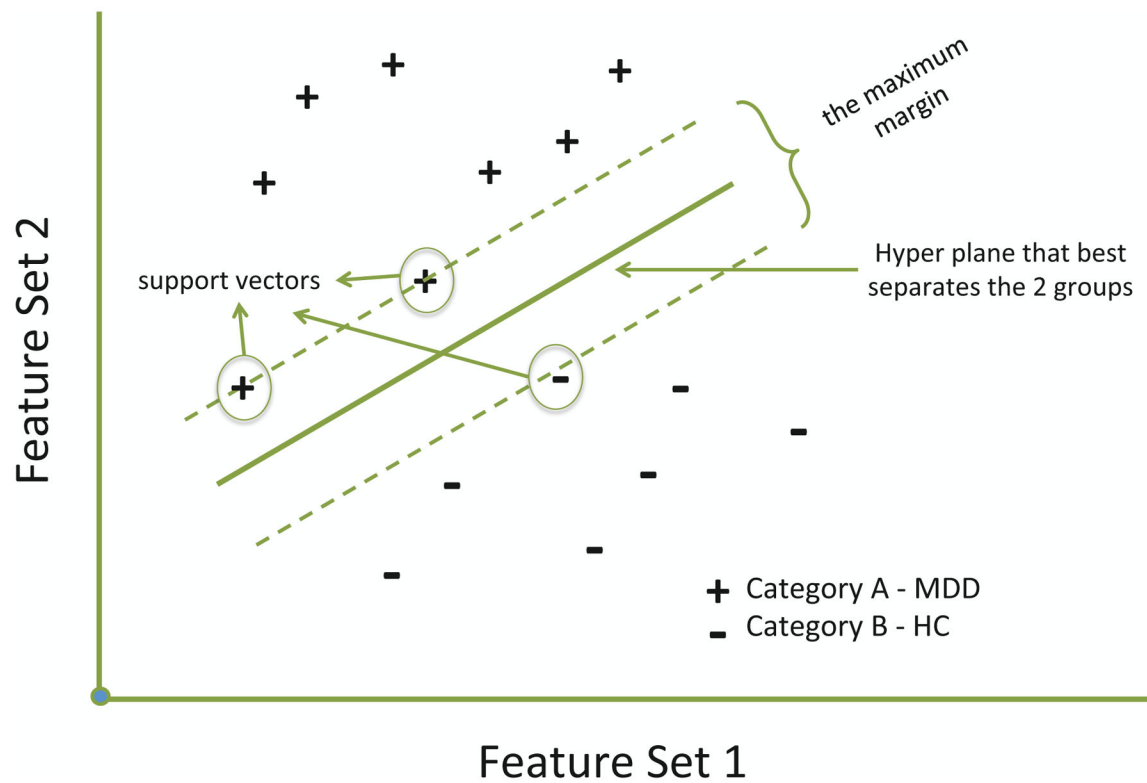 the maximum
margin
Feature Set 2
support vectors
Hyper plane that best
separates the 2 groups
+ Category A - MDD
- Category B - HC
Feature Set 1